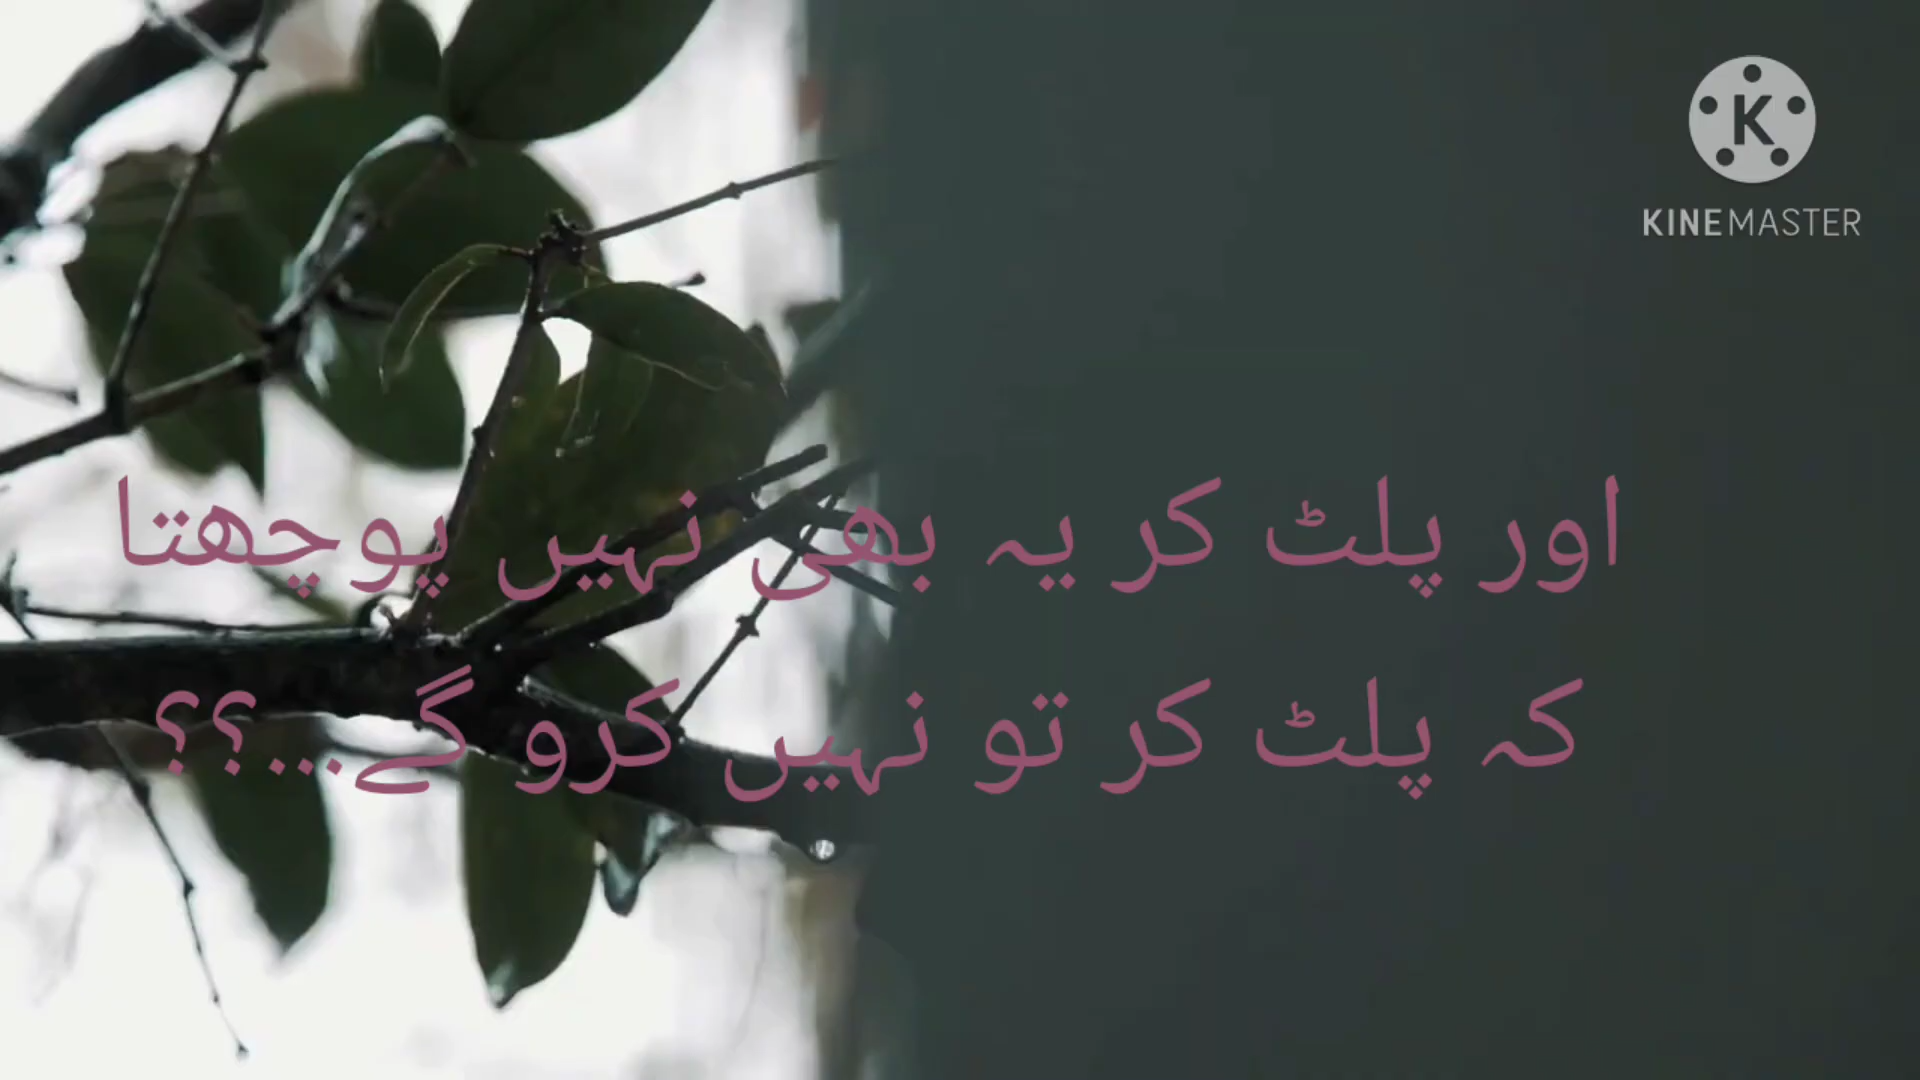 KINEMASTER
اور پلٹ کر یہ بھی نہیں پوچھتا
کہ پلٹ کر تو نہیں کرو گے...؟؟